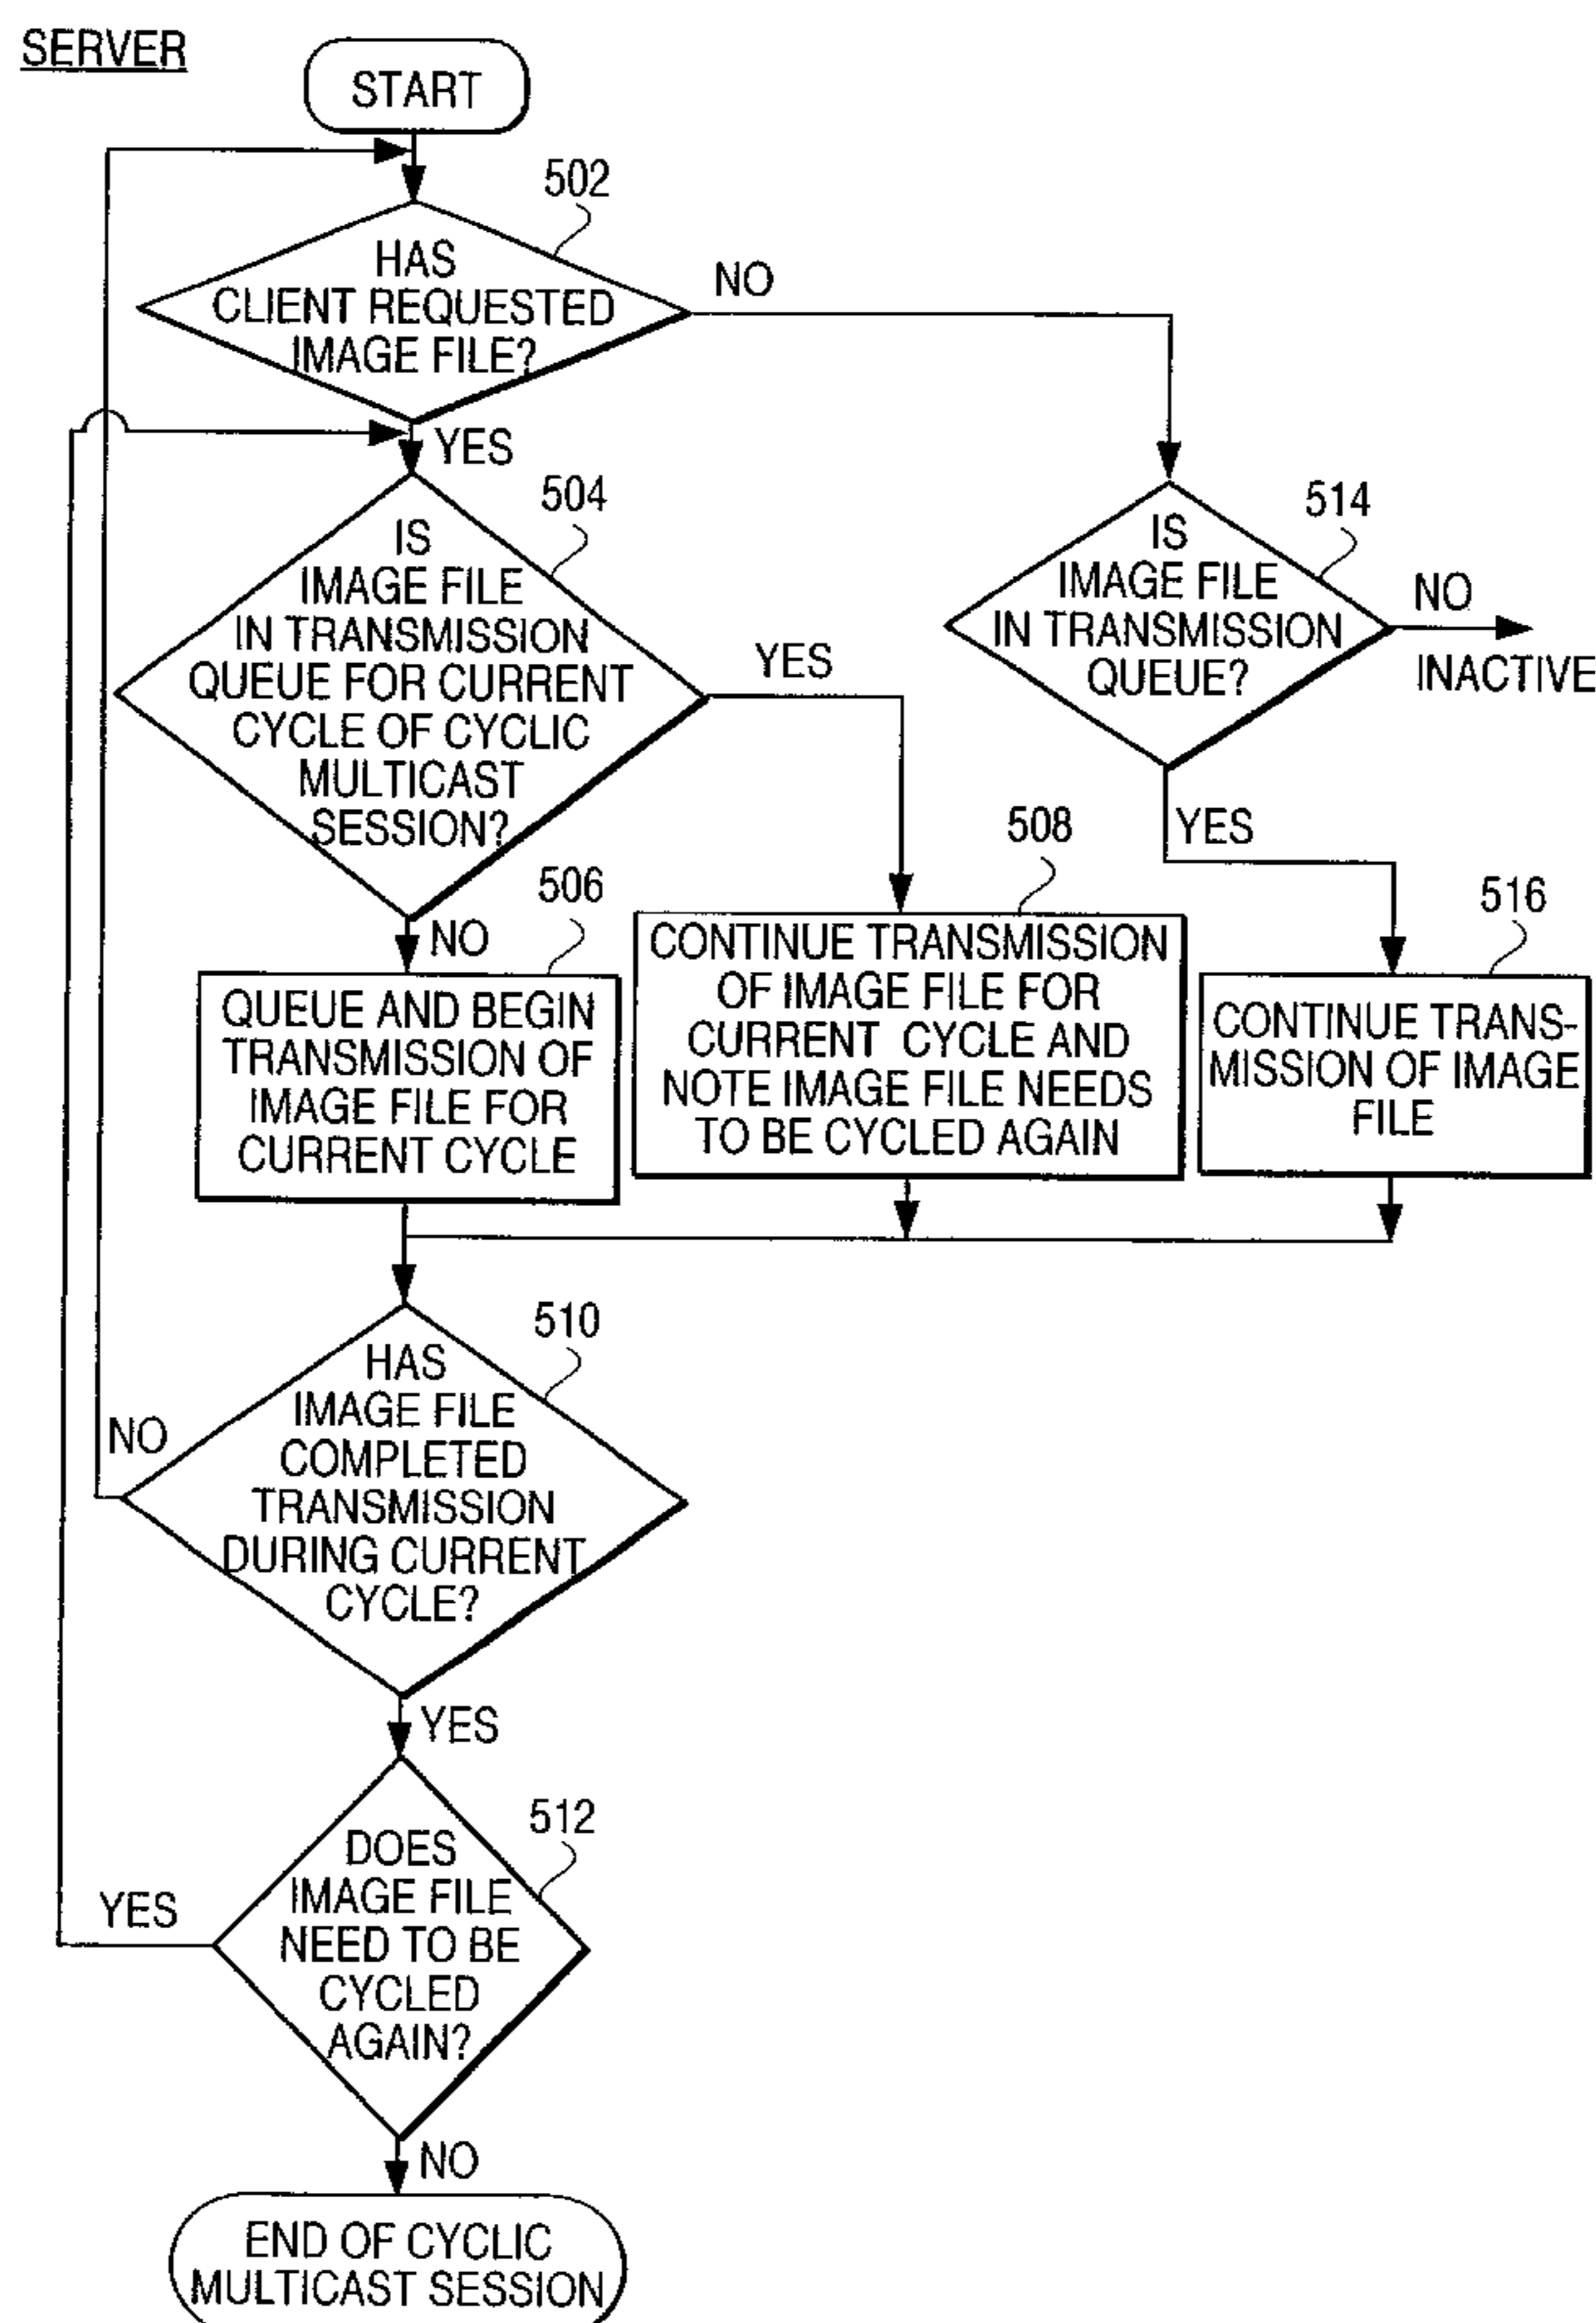 SERVER
START
502
HAS
CLIENT REQUESTED
IMAGE FILE?
NO
YES
504
IS
IMAGE FILE
IN TRANSMISSION
QUEUE FOR CURRENT
CYCLE OF CYCLIC
MULTICAST
SESSION?
YES
514
IS
IMAGE FILE
IN TRANSMISSION
QUEUE?
NO
INACTIVE
YES
NO
506
QUEUE AND BEGIN
TRANSMISSION OF
IMAGE FILE FOR
CURRENT CYCLE
508
CONTINUE TRANSMISSION
OF IMAGE FILE FOR
CURRENT CYCLE AND
NOTE IMAGE FILE NEEDS
TO BE CYCLED AGAIN
516
CONTINUE TRANS-
MISSION OF IMAGE
FILE
510
HAS
IMAGE FILE
COMPLETED
TRANSMISSION
DURING CURRENT
CYCLE?
NO
YES
512
DOES
IMAGE FILE
NEED TO BE
CYCLED
AGAIN?
YES
NO
END OF CYCLIC
MULTICAST SESSION